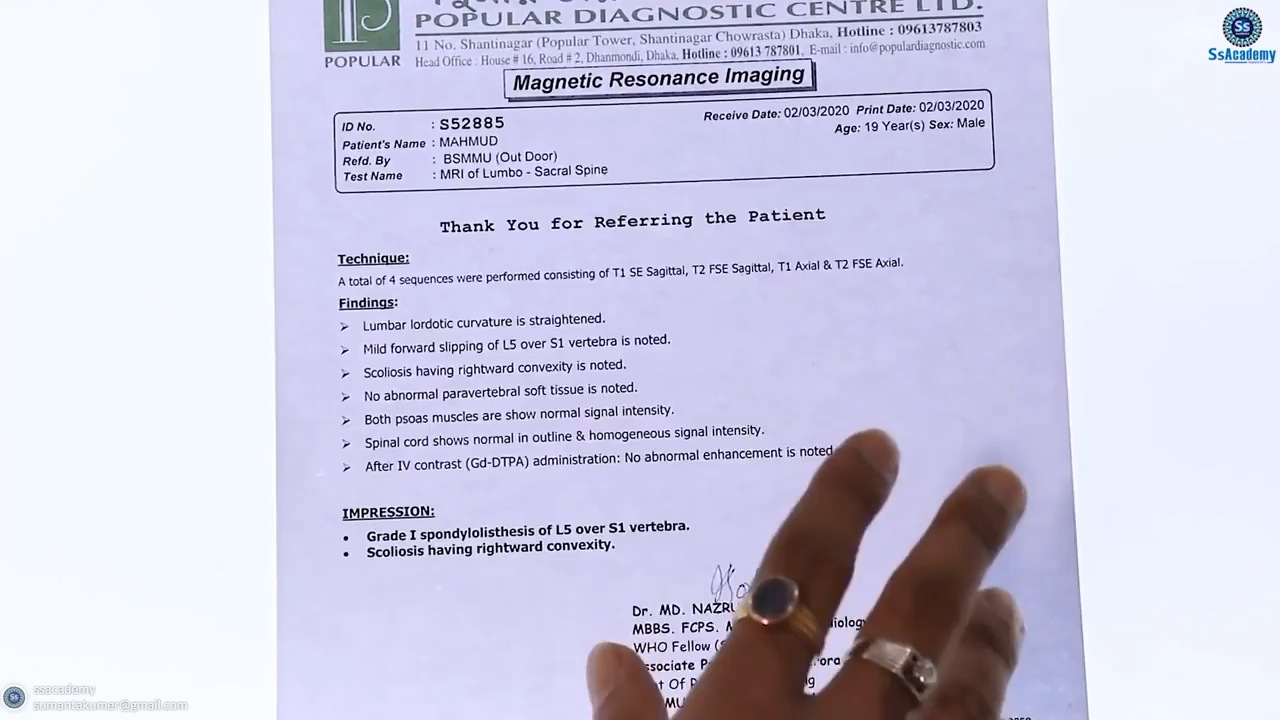 POPULAR DIAGNOSTIC CENTRE LTD.
11 No. Shantinagar (Popular Tower, Shantinagar Chowrasta) Dhaka, Hotline : 09613787803
Head Office : House # 16, Road # 2, Dhanmondi, Dhaka, Hotline : 09613 787801, E-mail : info@populardiagnostic.com
POPULAR
SsAcademy
Magnetic Resonance Imaging
ID No. : S52885
Receive Date: 02/03/2020 Print Date: 02/03/2020
Patient's Name : MAHMUD
Age: 19 Year(s) Sex: Male
Refd. By : BSMMU (Out Door)
Test Name : MRI of Lumbo - Sacral Spine
Thank You for Referring the Patient
Technique:
A total of 4 sequences were performed consisting of T1 SE Sagittal, T2 FSE Sagittal, T1 Axial & T2 FSE Axial.
Findings:
➢ Lumbar lordotic curvature is straightened.
➢ Mild forward slipping of L5 over S1 vertebra is noted.
➢ Scoliosis having rightward convexity is noted.
➢ No abnormal paravertebral soft tissue is noted.
➢ Both psoas muscles are show normal signal intensity.
➢ Spinal cord shows normal in outline & homogeneous signal intensity.
➢ After IV contrast (Gd-DTPA) administration: No abnormal enhancement is noted
IMPRESSION:
• Grade I spondylolisthesis of L5 over S1 vertebra.
• Scoliosis having rightward convexity.
Dr. MD.
MBBS. FCPS.
WHO Fellow
ssacademy
sumantakumer@gmail.com